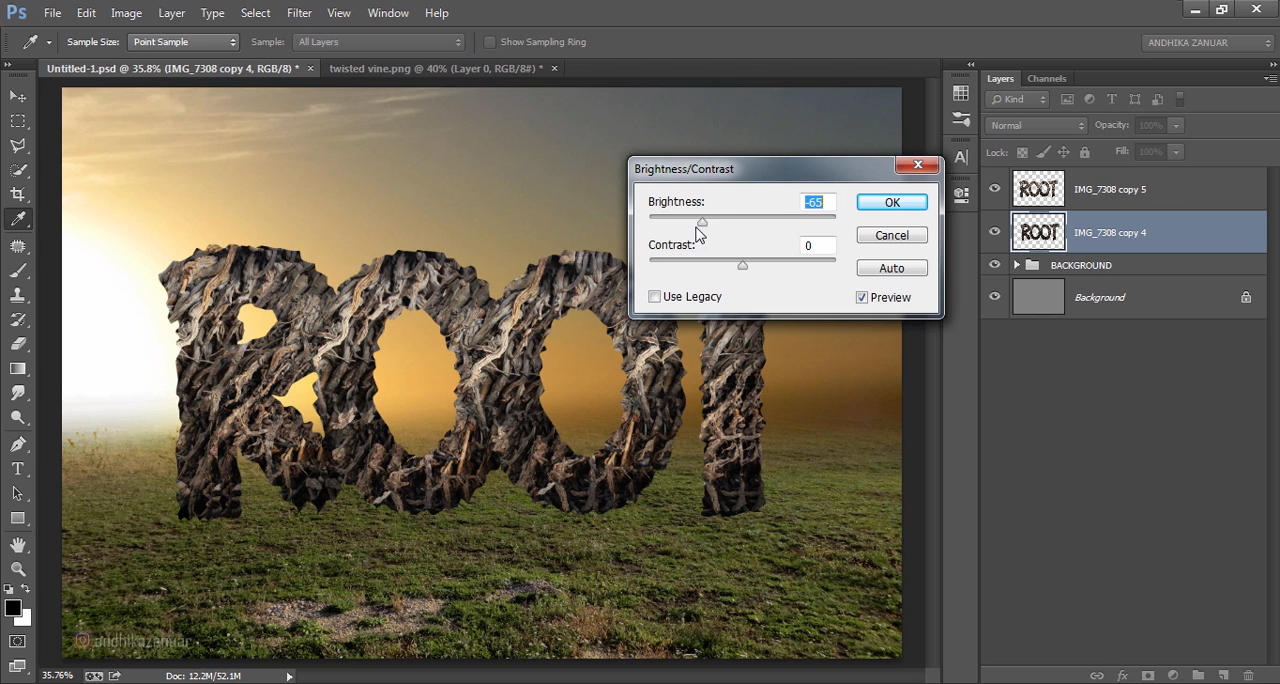 Ps File Edit Image Layer Type Select Filter View Window Help
Sample Size: Point Sample Sample: All Layers Show Sampling Ring ANDHIKA ZANUAR
Untitled-1.psd @ 35.8% (IMG_7308 copy 4, RGB/8) * × twisted vine.png @ 40% (Layer 0, RGB/8#) * ×
Layers Channels
Kind
Normal Opacity: 100%
Lock: Fill: 100%
ROOT IMG_7308 copy 5
ROOT IMG_7308 copy 4
BACKGROUND
Background
Brightness/Contrast
Brightness: -65 OK
Contrast: 0 Cancel
Auto
Use Legacy Preview
ROOT
andhikazanuar
35.76% Doc: 12.2M/52.1M